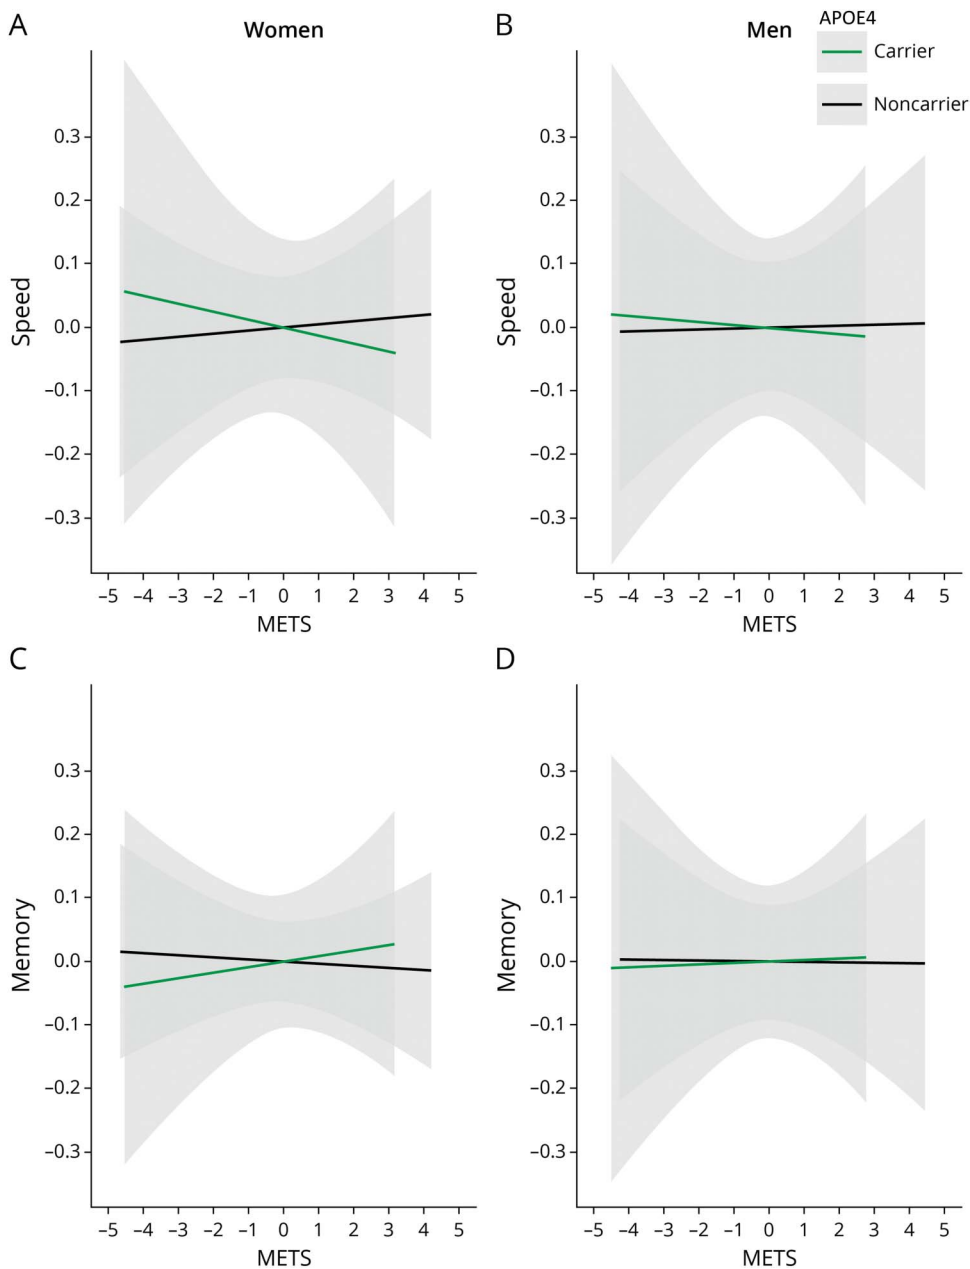 A
Women
B
Men
APOE4
Carrier
Noncarrier
0.3
0.2
0.1
0.0
–0.1
–0.2
–0.3
Speed
–5 –4 –3 –2 –1 0 1 2 3 4 5
METS
0.3
0.2
0.1
0.0
–0.1
–0.2
–0.3
Speed
–5 –4 –3 –2 –1 0 1 2 3 4 5
METS
C
0.3
0.2
0.1
0.0
–0.1
–0.2
–0.3
Memory
–5 –4 –3 –2 –1 0 1 2 3 4 5
METS
D
0.3
0.2
0.1
0.0
–0.1
–0.2
–0.3
Memory
–5 –4 –3 –2 –1 0 1 2 3 4 5
METS